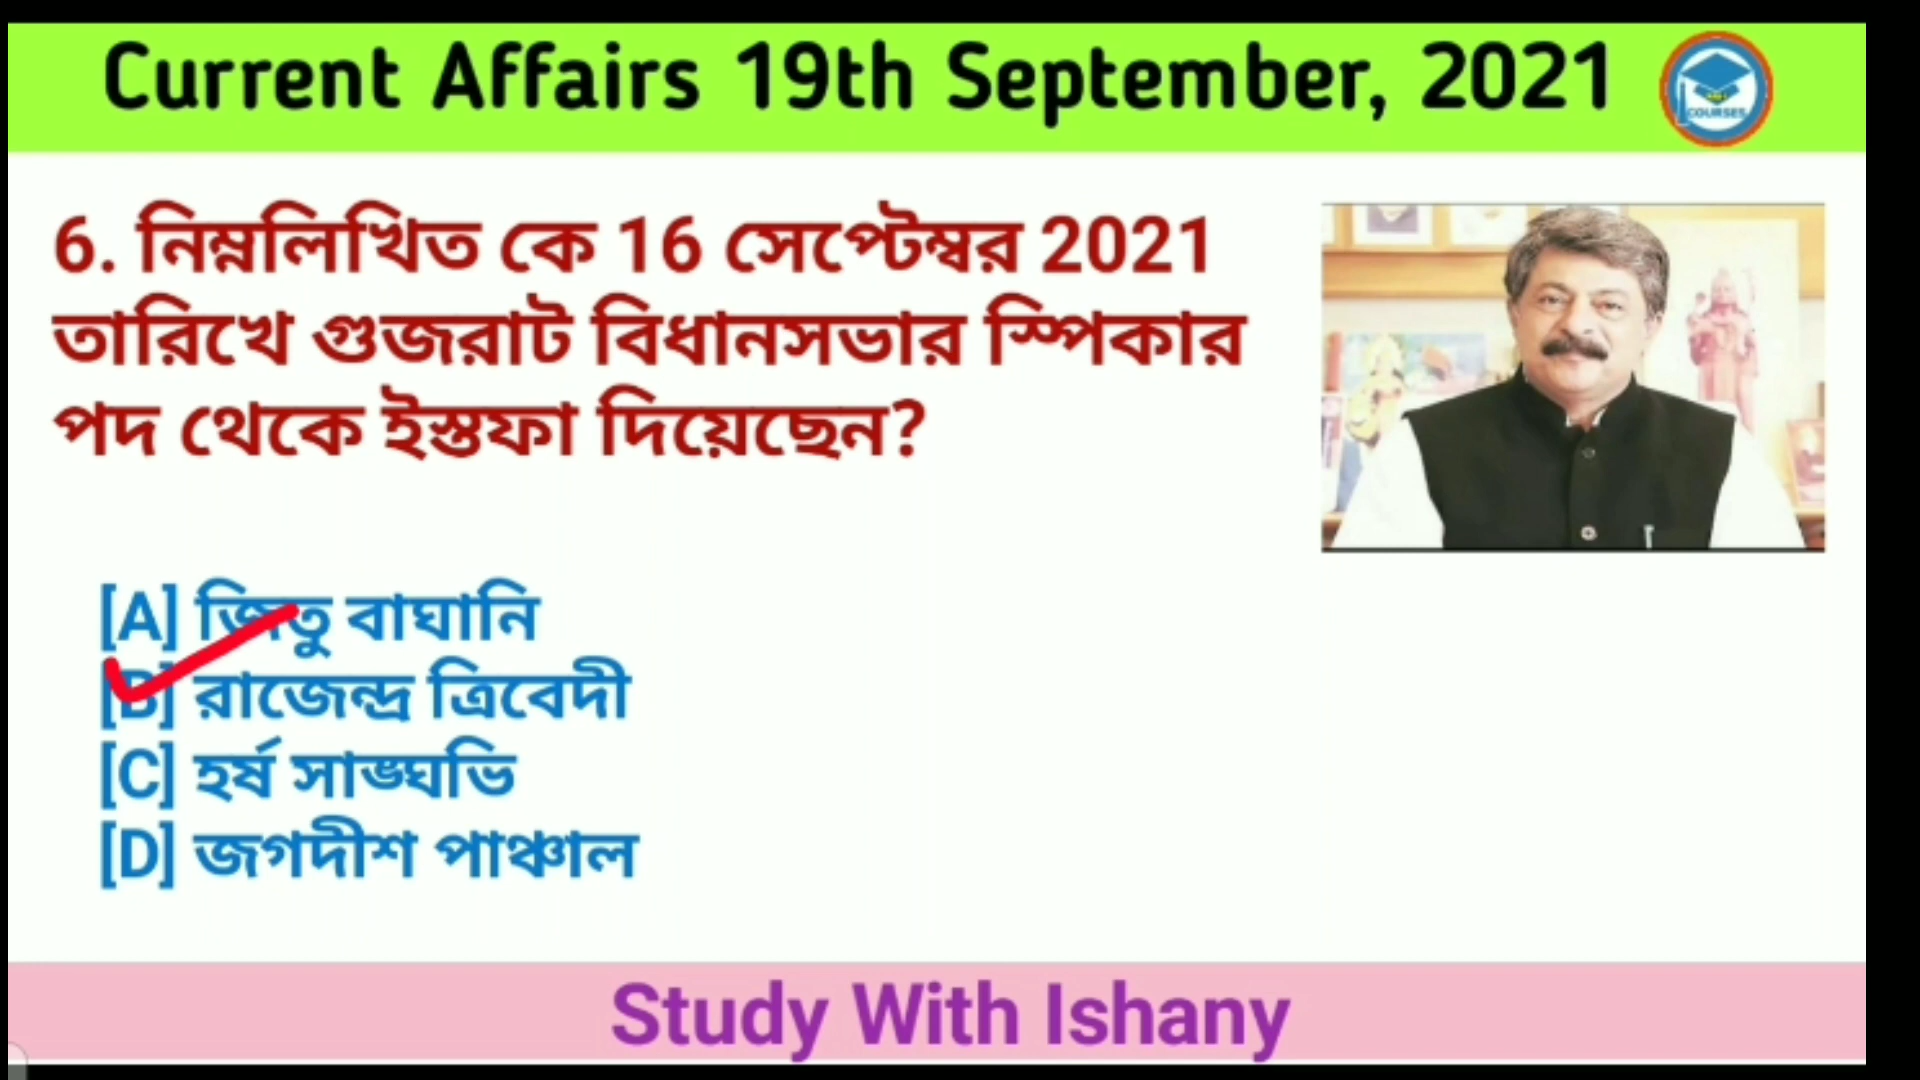 Current Affairs 19th September, 2021
COURSES
6. নিম্নলিখিত কে 16 সেপ্টেম্বর 2021
তারিখে গুজরাট বিধানসভার স্পিকার
পদ থেকে ইস্তফা দিয়েছেন?
[A] জিতু বাঘানি
[B] রাজেন্দ্র ত্রিবেদী
[C] হর্ষ সাঙ্ঘভি
[D] জগদীশ পাঞ্চাল
Study With Ishany